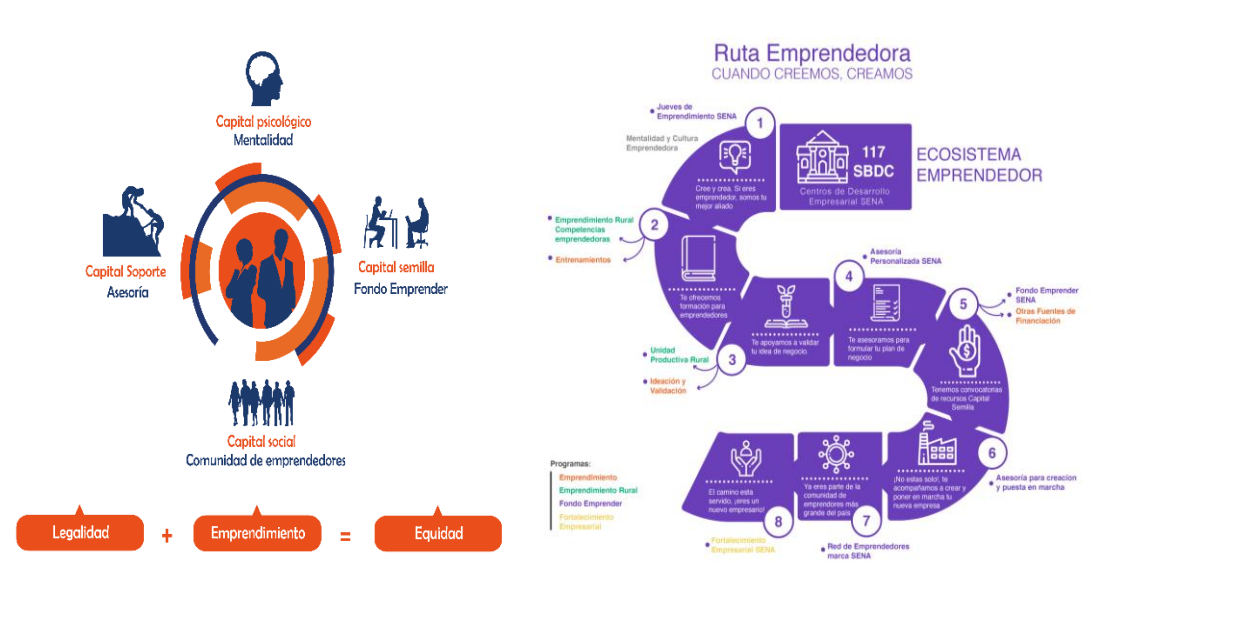 Capital psicológico
Mentalidad
Capital Soporte
Asesoría
Capital semilla
Fondo Emprender
Capital social
Comunidad de emprendedores
Legalidad
+
Emprendimiento
=
Equidad
Ruta Emprendedora
CUANDO CREEMOS, CREAMOS
Jueves de
Emprendimiento SENA
1
Mentalidad y Cultura
Emprendedora
Cree y crea. Si eres
emprendedor, somos tu
mejor aliado
117
SBDC
Centros de Desarrollo
Empresarial SENA
ECOSISTEMA
EMPRENDEDOR
2
Emprendimiento Rural
Competencias
emprendedoras
Entrenamientos
Te ofrecemos
formación para
emprendedores
3
Unidad
Productiva Rural
Ideación y
Validación
Te apoyamos a validar
tu idea de negocio
4
Asesoría
Personalizada SENA
Te asesoramos para
formular tu plan de
negocio
5
Fondo Emprender
SENA
Otras Fuentes de
Financiación
Tenemos convocatorias
de recursos Capital
Semilla
6
Asesoría para creacion
y puesta en marcha
¡No estas solo!, te
acompañamos a crear y
poner en marcha tu
nueva empresa
7
Ya eres parte de la
comunidad de
emprendores más
grande del país
Red de Emprendedores
marca SENA
8
El camino esta
servido, ¡eres un
nuevo empresario!
Fortalecimiento
Empresarial SENA
Programas:
Emprendimiento
Emprendimiento Rural
Fondo Emprender
Fortalecimiento
Empresarial